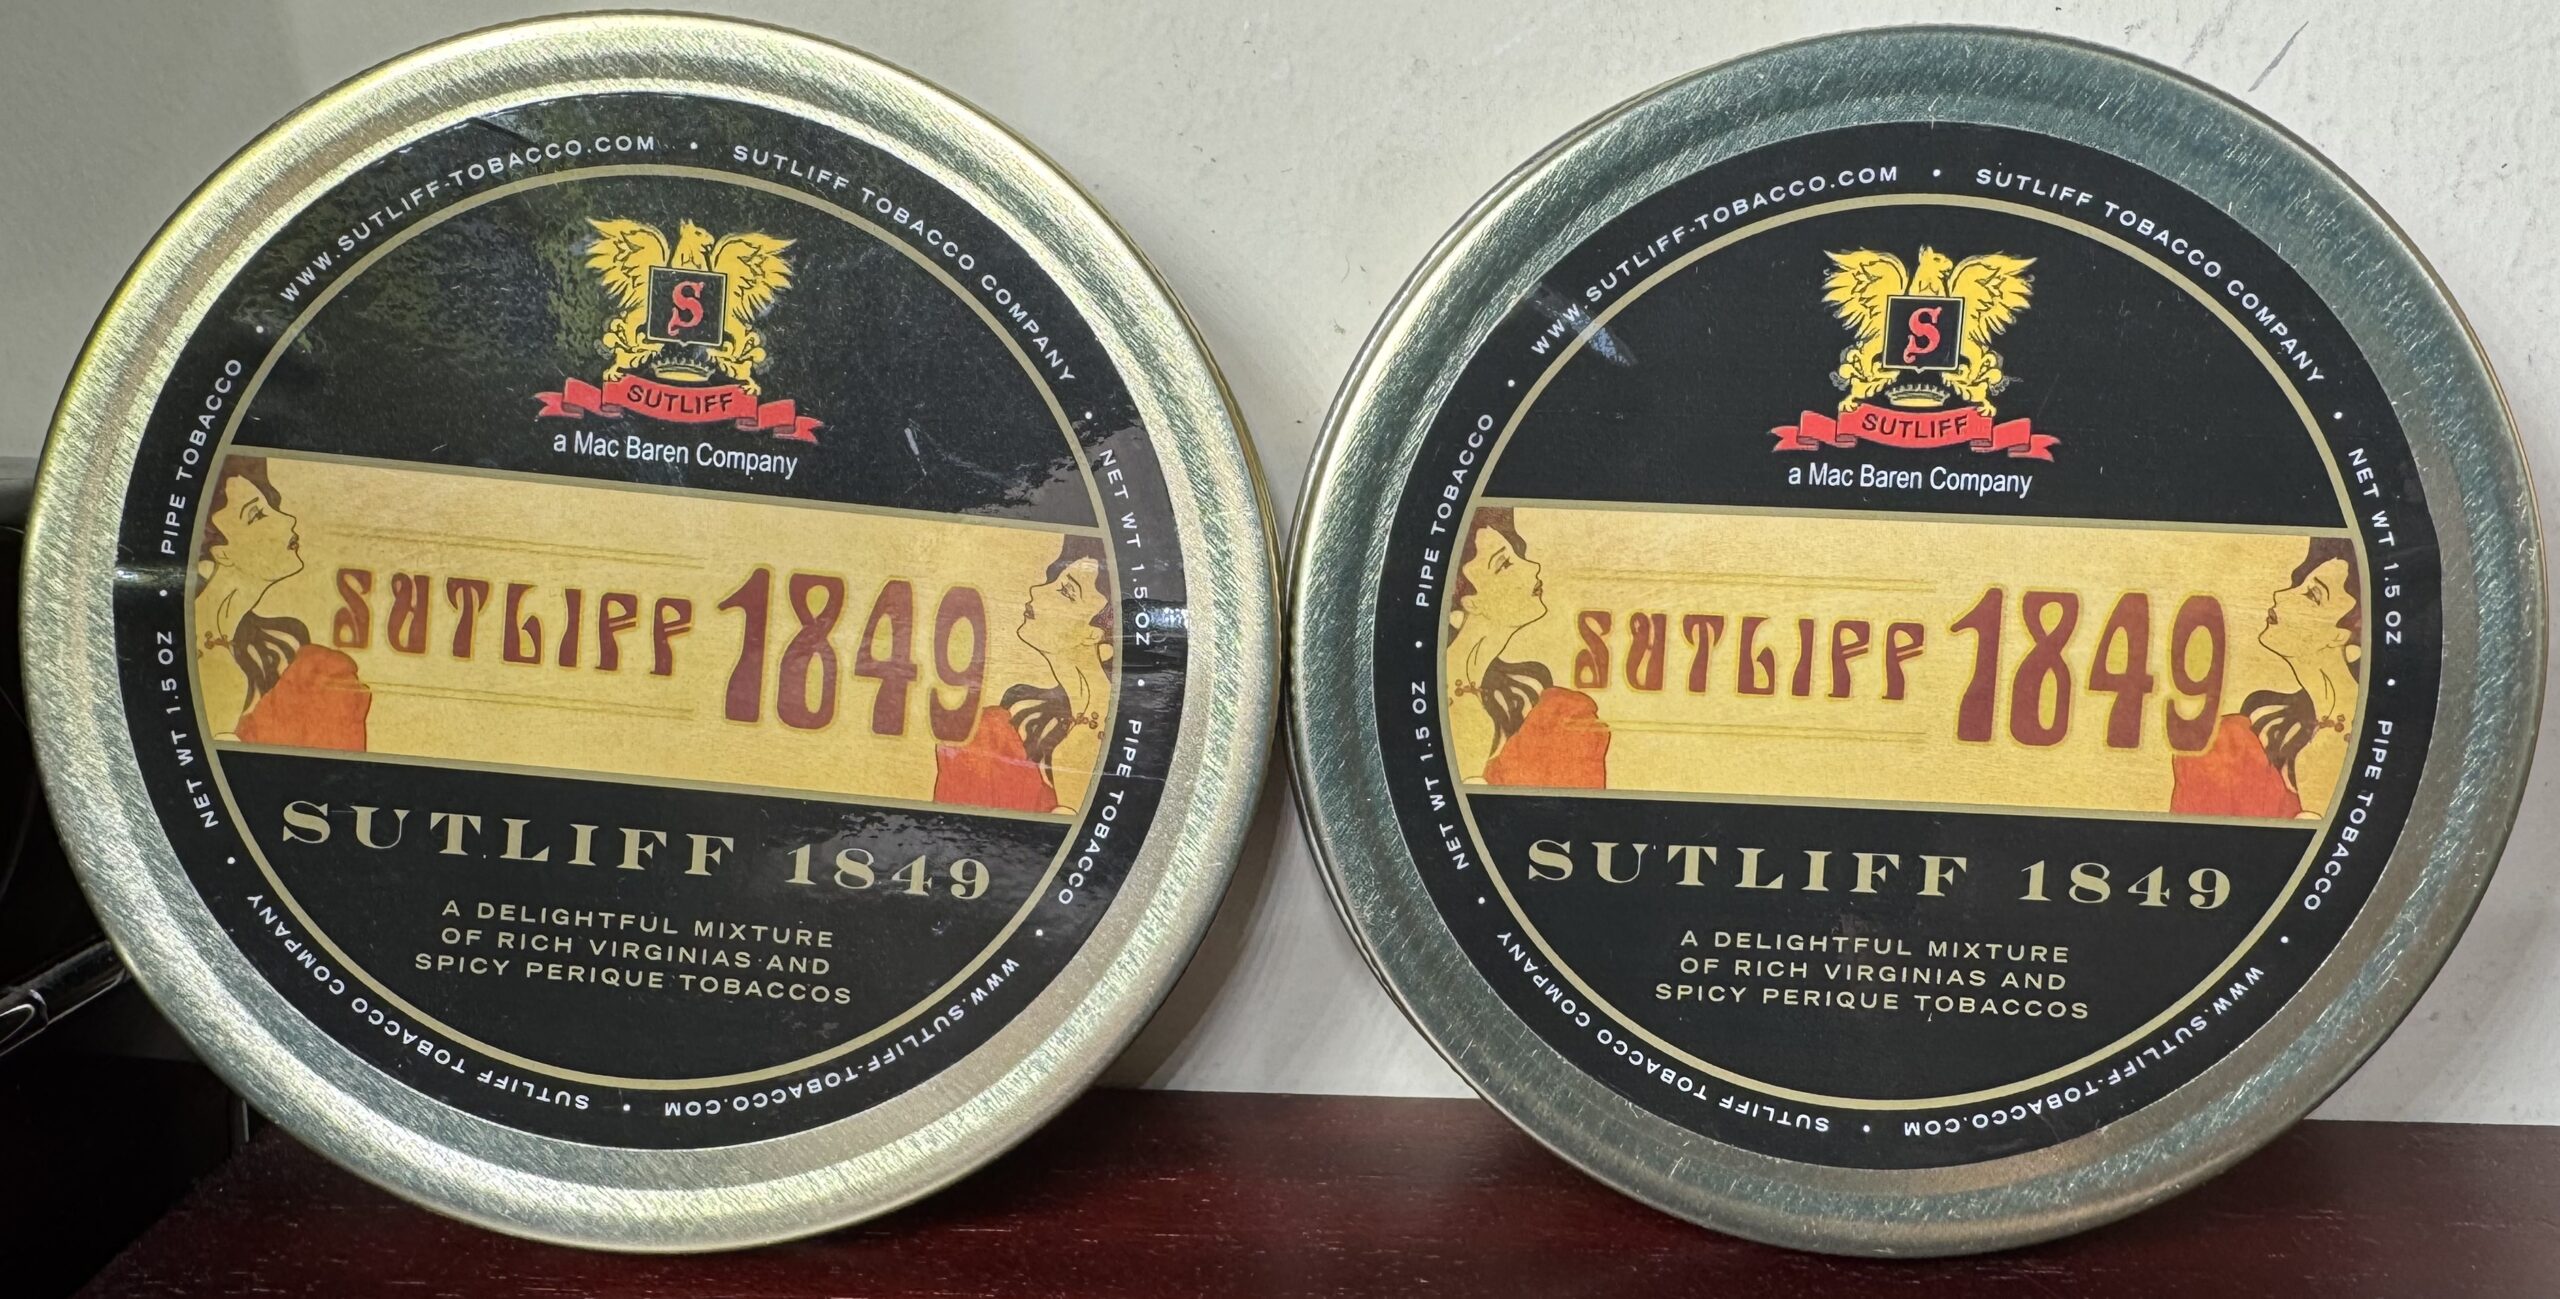 WWW.SUTLIFF-TOBACCO.COM • SUTLIFF TOBACCO COMPANY • NET WT 1.5 OZ • PIPE TOBACCO • WWW.SUTLIFF-TOBACCO.COM • SUTLIFF TOBACCO COMPANY • NET WT 1.5 OZ • PIPE TOBACCO •
S
SUTLIFF
a Mac Baren Company
SUTLIFF 1849
SUTLIFF 1849
A DELIGHTFUL MIXTURE
OF RICH VIRGINIAS AND
SPICY PERIQUE TOBACCOS
WWW.SUTLIFF-TOBACCO.COM • SUTLIFF TOBACCO COMPANY • NET WT 1.5 OZ • PIPE TOBACCO • WWW.SUTLIFF-TOBACCO.COM • SUTLIFF TOBACCO COMPANY • NET WT 1.5 OZ • PIPE TOBACCO •
S
SUTLIFF
a Mac Baren Company
SUTLIFF 1849
SUTLIFF 1849
A DELIGHTFUL MIXTURE
OF RICH VIRGINIAS AND
SPICY PERIQUE TOBACCOS